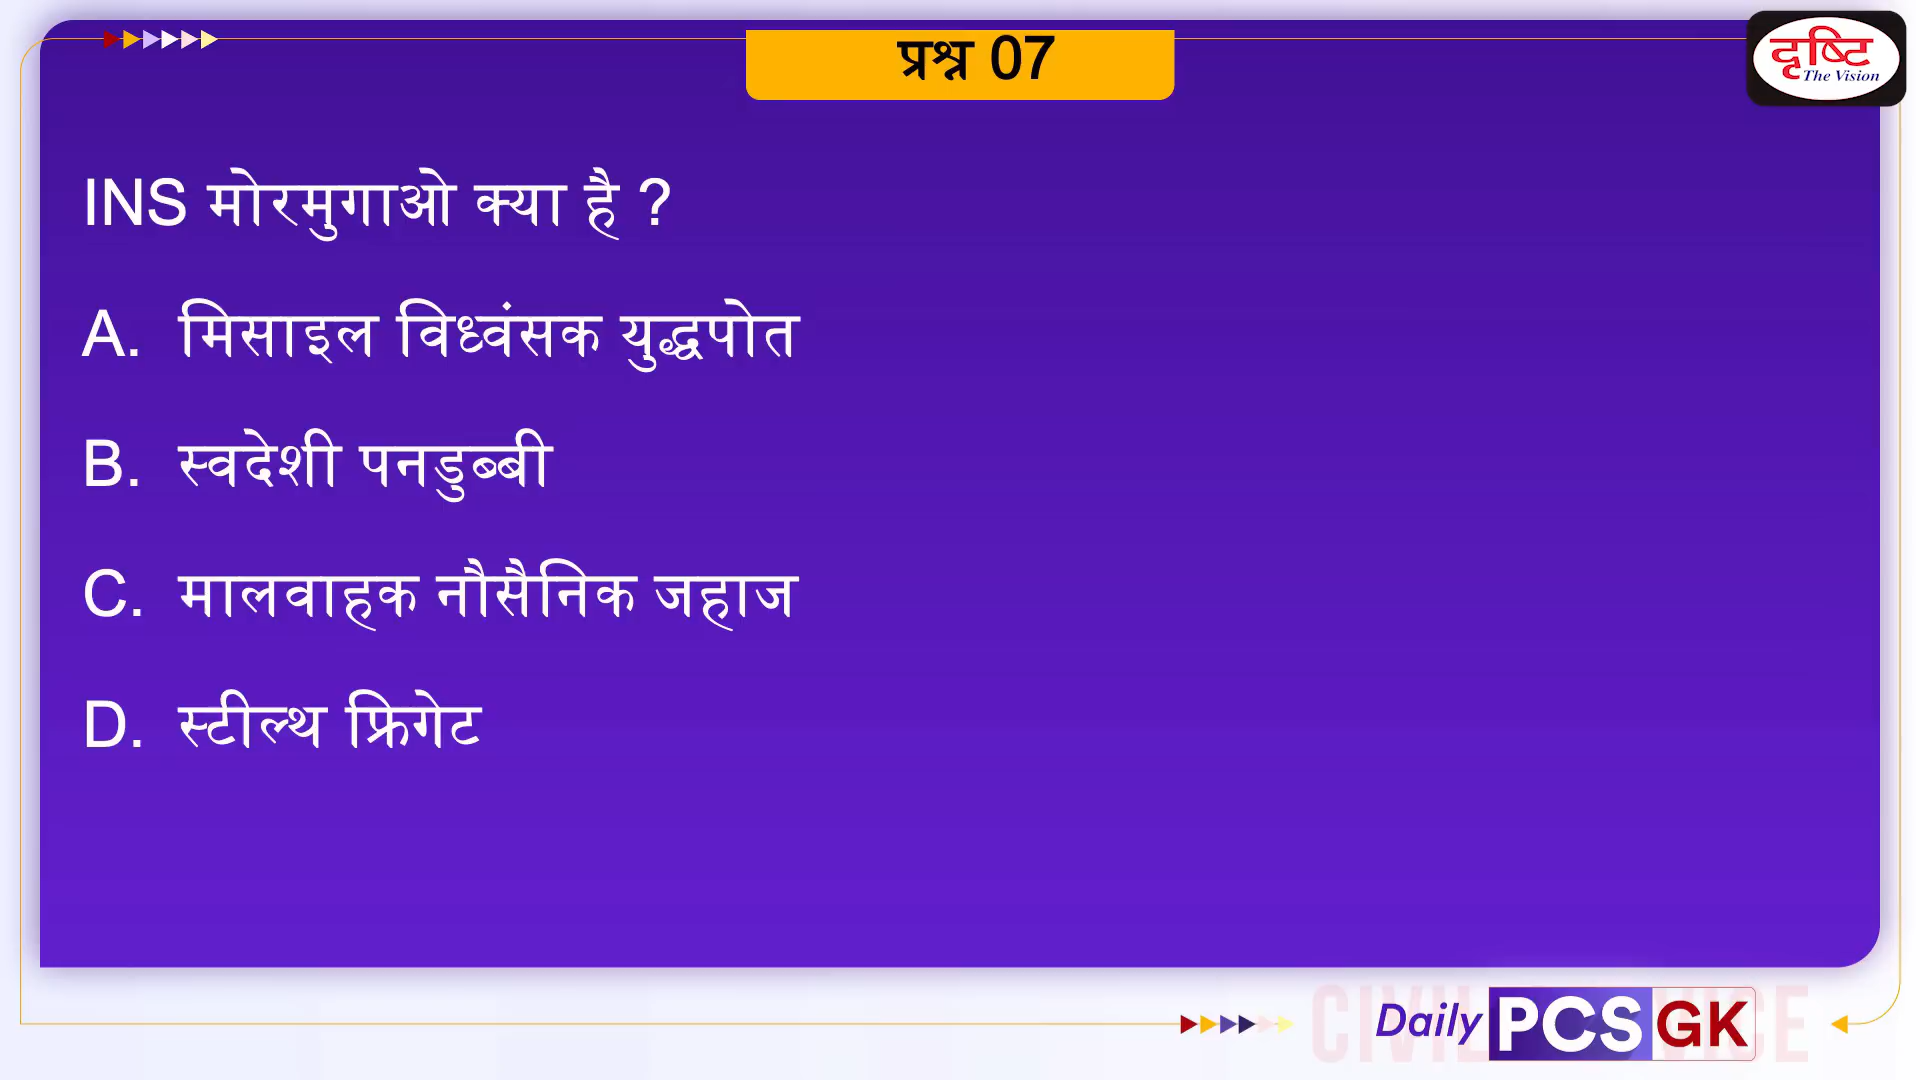 प्रश्न 07
दृष्टि
The Vision
INS मोरमुगाओ क्या है ?
A. मिसाइल विध्वंसक युद्धपोत
B. स्वदेशी पनडुब्बी
C. मालवाहक नौसैनिक जहाज
D. स्टील्थ फ्रिगेट
Daily PCS GK